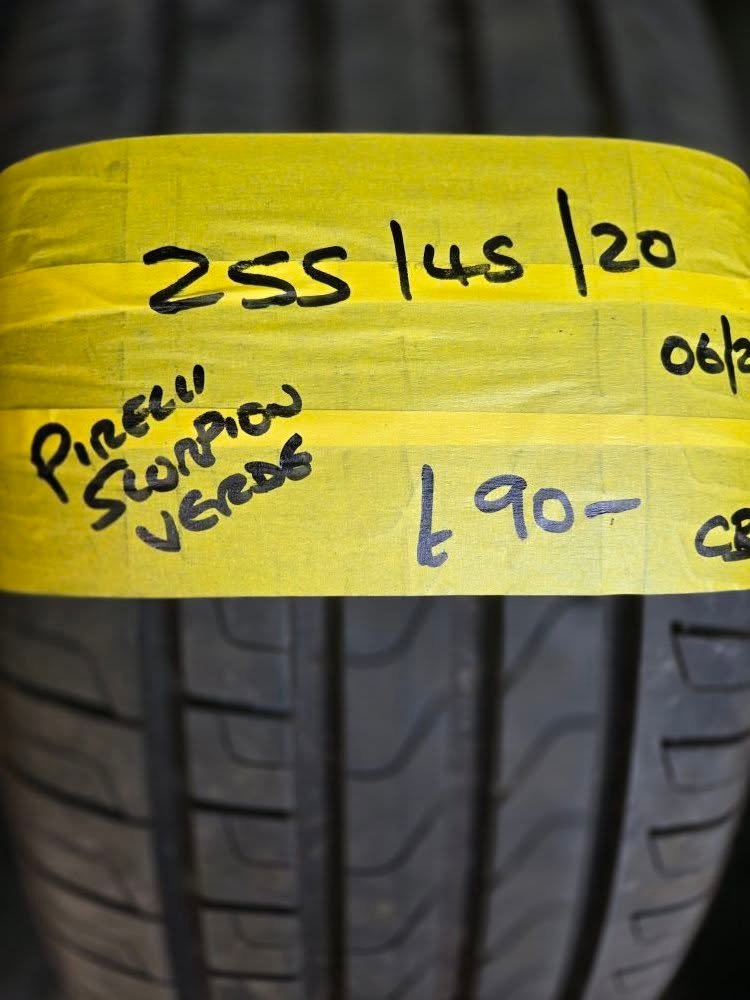 255/45/20
06/2
PIRELLI
SCORPION
VERDE
£90-